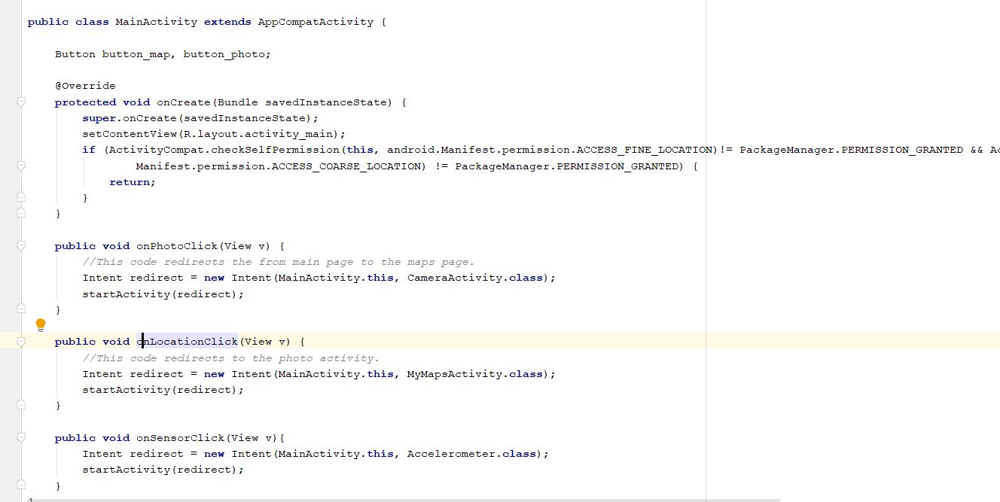 public class MainActivity extends AppCompatActivity {
Button button_map, button_photo;
@Override
protected void onCreate(Bundle savedInstanceState) {
super.onCreate(savedInstanceState);
setContentView(R.layout.activity_main);
if (ActivityCompat.checkSelfPermission(this, android.Manifest.permission.ACCESS_FINE_LOCATION)!= PackageManager.PERMISSION_GRANTED &&
Manifest.permission.ACCESS_COARSE_LOCATION) != PackageManager.PERMISSION_GRANTED) {
return;
}
}
public void onPhotoClick(View v) {
//This code redirects the from main page to the maps page.
Intent redirect = new Intent(MainActivity.this, CameraActivity.class);
startActivity(redirect);
}
public void onLocationClick(View v) {
//This code redirects to the photo activity.
Intent redirect = new Intent(MainActivity.this, MyMapsActivity.class);
startActivity(redirect);
}
public void onSensorClick(View v){
Intent redirect = new Intent(MainActivity.this, Accelerometer.class);
startActivity(redirect);
}